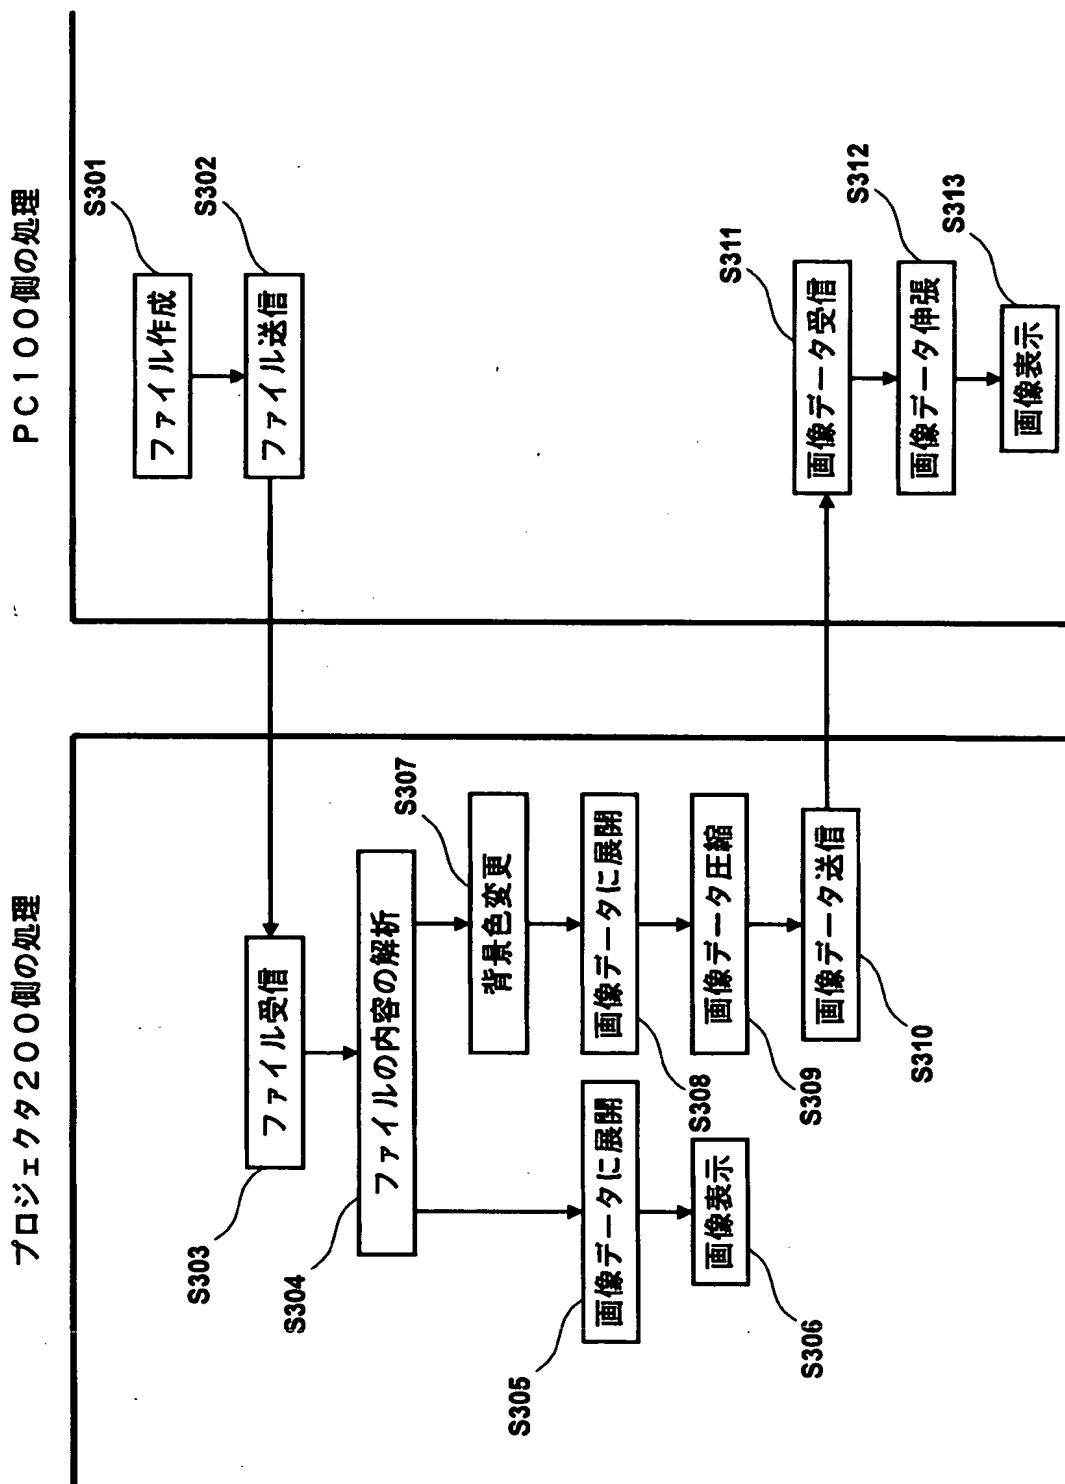 プロジェクタ200側の処理
PC100側の処理
ファイル作成
S301
ファイル送信
S302
ファイル受信
S303
ファイルの内容の解析
S304
画像データに展開
S305
画像表示
S306
背景色変更
S307
画像データに展開
S308
画像データ圧縮
S309
画像データ送信
S310
画像データ受信
S311
画像データ伸張
S312
画像表示
S313